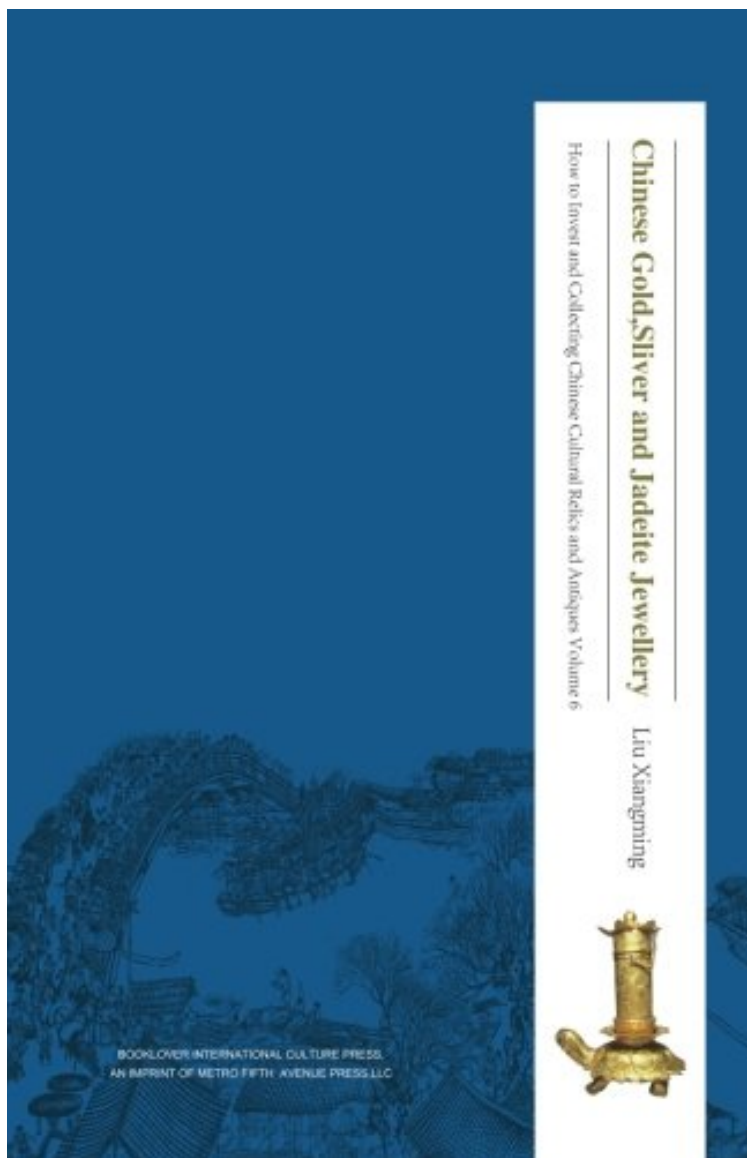 Chinese Gold,Sliver and Jadeite Jewellery
How to Invest and Collecting Chinese Cultural Relics and Antiques Volume 6
Liu Xiangming
BOOKLOVER INTERNATIONAL CULTURE PRESS,
AN IMPRINT OF METRO FIFTH AVENUE PRESS,LLC